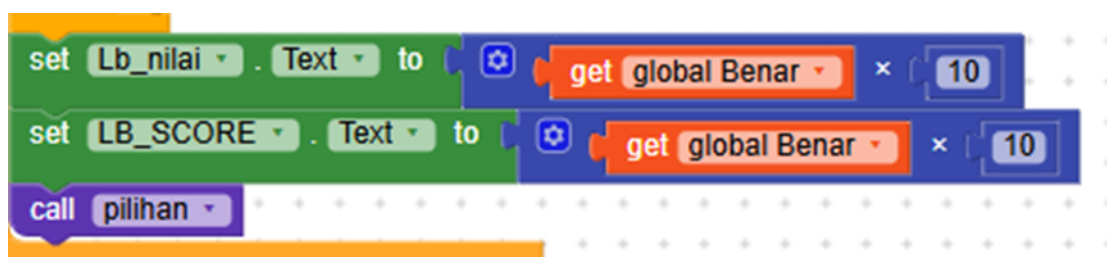 set Lb_nilai . Text to get global Benar × 10
set LB_SCORE . Text to get global Benar × 10
call pilihan